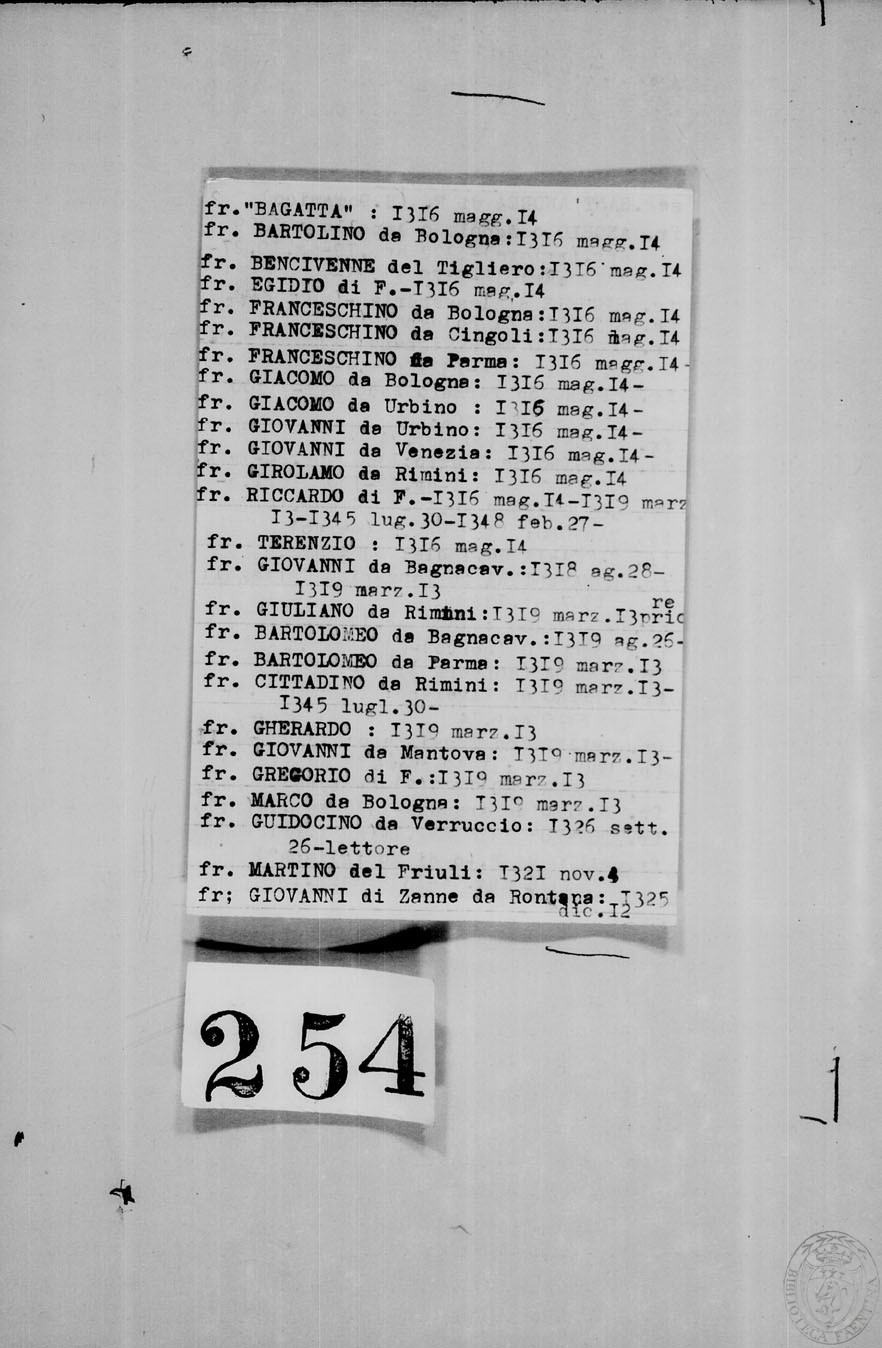 fr."BAGATTA" : I3I6 magg.I4
fr. BARTOLINO da Bologna:I3I6 magg.I4
fr. BENCIVENNE del Tigliero:I3I6 mag.I4
fr. EGIDIO di F.-I3I6 mag.I4
fr. FRANCESCHINO da Bologna:I3I6 mag.I4
fr. FRANCESCHINO da Cingoli:I3I6 mag.I4
fr. FRANCESCHINO da Parma: I3I6 magg.I4-
fr. GIACOMO da Bologna: I3I6 mag.I4-
fr. GIACOMO da Urbino : I3I6 mag.I4-
fr. GIOVANNI da Urbino: I3I6 mag.I4-
fr. GIOVANNI da Venezia: I3I6 mag.I4-
fr. GIROLAMO da Rimini: I3I6 mag.I4
fr. RICCARDO di F.-I3I6 mag.I4-I3I9 marz
I3-I345 lug.30-I348 feb.27-
fr. TERENZIO : I3I6 mag.I4
fr. GIOVANNI da Bagnacav.:I3I8 ag.28-
I3I9 marz.I3
fr. GIULIANO da Rimini:I3I9 marz.I3prio
re
fr. BARTOLOMEO da Bagnacav.:I3I9 ag.26-
fr. BARTOLOMEO da Parma: I3I9 marz.I3
fr. CITTADINO da Rimini: I3I9 marz.I3-
I345 lugl.30-
fr. GHERARDO : I3I9 marz.I3
fr. GIOVANNI da Mantova: I3I9 marz.I3-
fr. GREGORIO di F.:I3I9 marz.I3
fr. MARCO da Bologna: I3I9 marz.I3
fr. GUIDOCINO da Verruccio: I326 sett.
26-lettore
fr. MARTINO del Friuli: I32I nov.4
fr; GIOVANNI di Zanne da Rontana: I325
dic.I2
254
BIBLIOTECA FAENTINA